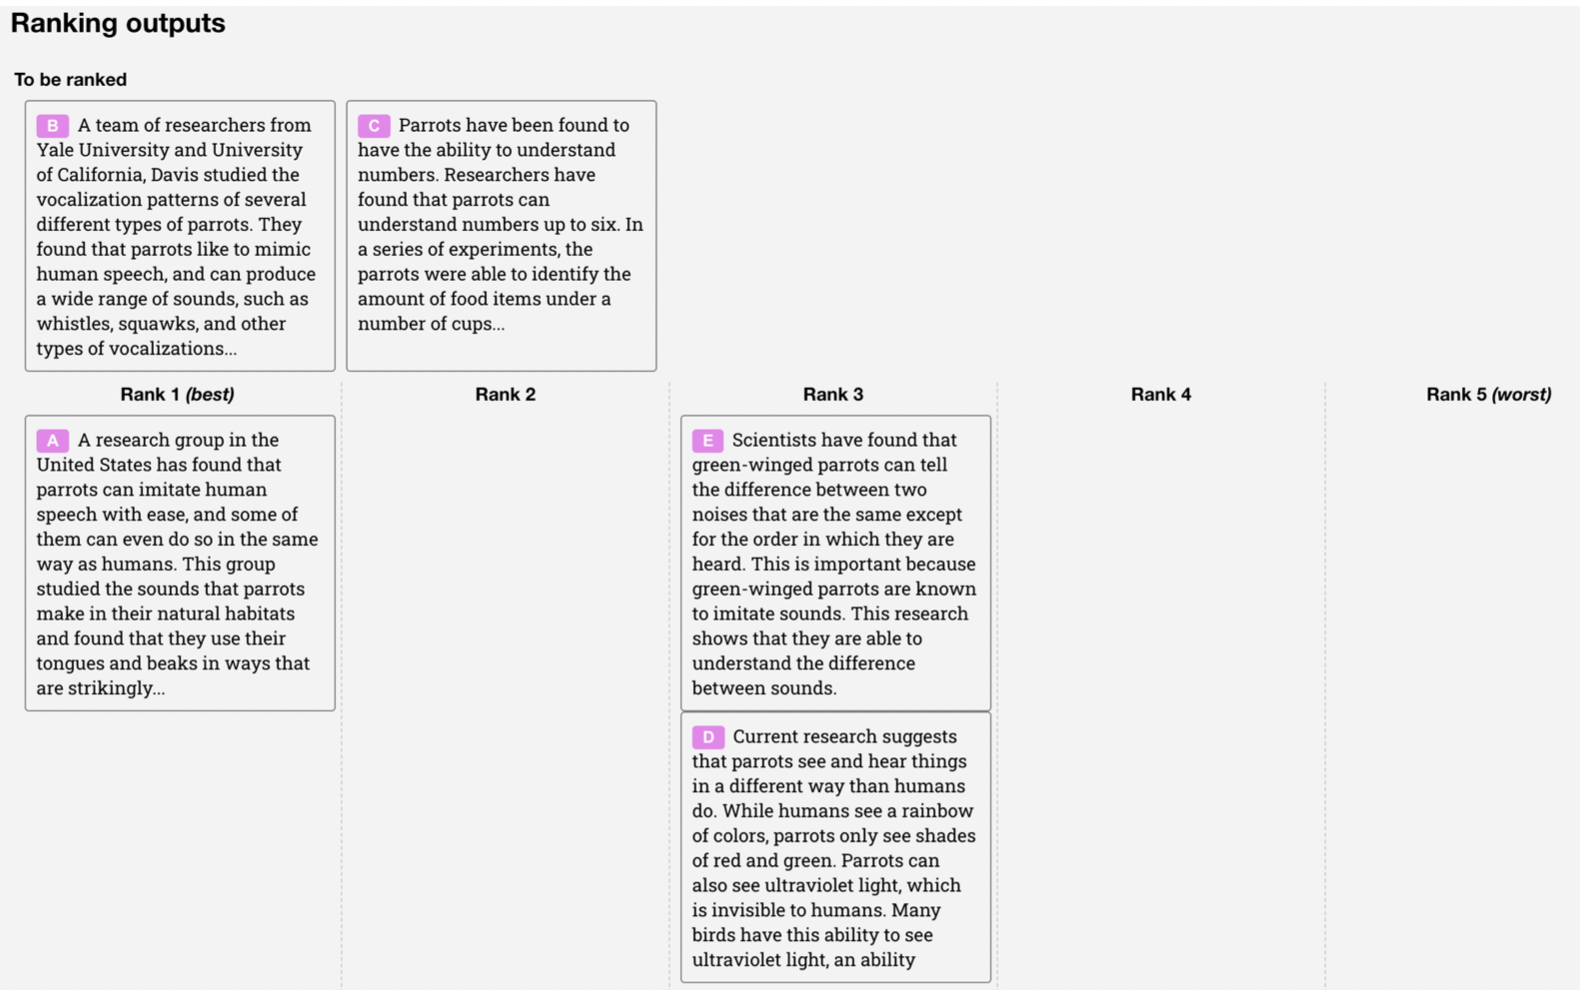 Ranking outputs
To be ranked
B A team of researchers from
Yale University and University
of California, Davis studied the
vocalization patterns of several
different types of parrots. They
found that parrots like to mimic
human speech, and can produce
a wide range of sounds, such as
whistles, squawks, and other
types of vocalizations...
C Parrots have been found to
have the ability to understand
numbers. Researchers have
found that parrots can
understand numbers up to six. In
a series of experiments, the
parrots were able to identify the
amount of food items under a
number of cups...
Rank 1 (best)
Rank 2
Rank 3
Rank 4
Rank 5 (worst)
A A research group in the
United States has found that
parrots can imitate human
speech with ease, and some of
them can even do so in the same
way as humans. This group
studied the sounds that parrots
make in their natural habitats
and found that they use their
tongues and beaks in ways that
are strikingly...
E Scientists have found that
green-winged parrots can tell
the difference between two
noises that are the same except
for the order in which they are
heard. This is important because
green-winged parrots are known
to imitate sounds. This research
shows that they are able to
understand the difference
between sounds.
D Current research suggests
that parrots see and hear things
in a different way than humans
do. While humans see a rainbow
of colors, parrots only see shades
of red and green. Parrots can
also see ultraviolet light, which
is invisible to humans. Many
birds have this ability to see
ultraviolet light, an ability